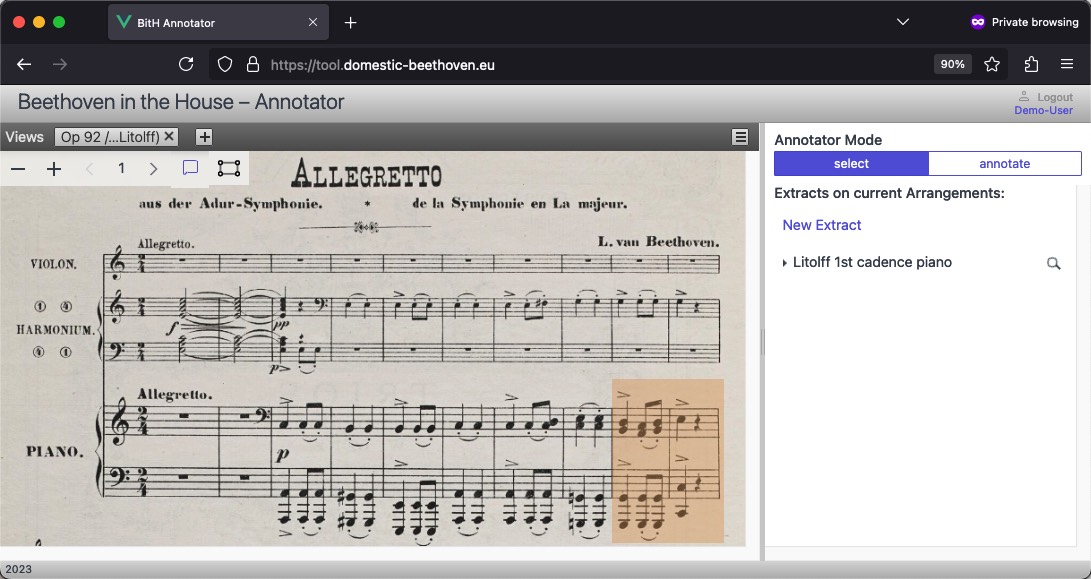 BitH Annotator
Private browsing
https://tool.domestic-beethoven.eu
90%
Beethoven in the House – Annotator
Logout
Demo-User
Views
Op 92 /...Litolff)
1
ALLEGRETTO
aus der Adur-Symphonie. * de la Symphonie en La majeur.
Allegretto.
L. van Beethoven.
VIOLON.
1 4
HARMONIUM.
4 1
f
pp
p
Allegretto.
PIANO.
p
Annotator Mode
select
annotate
Extracts on current Arrangements:
New Extract
Litolff 1st cadence piano
2023